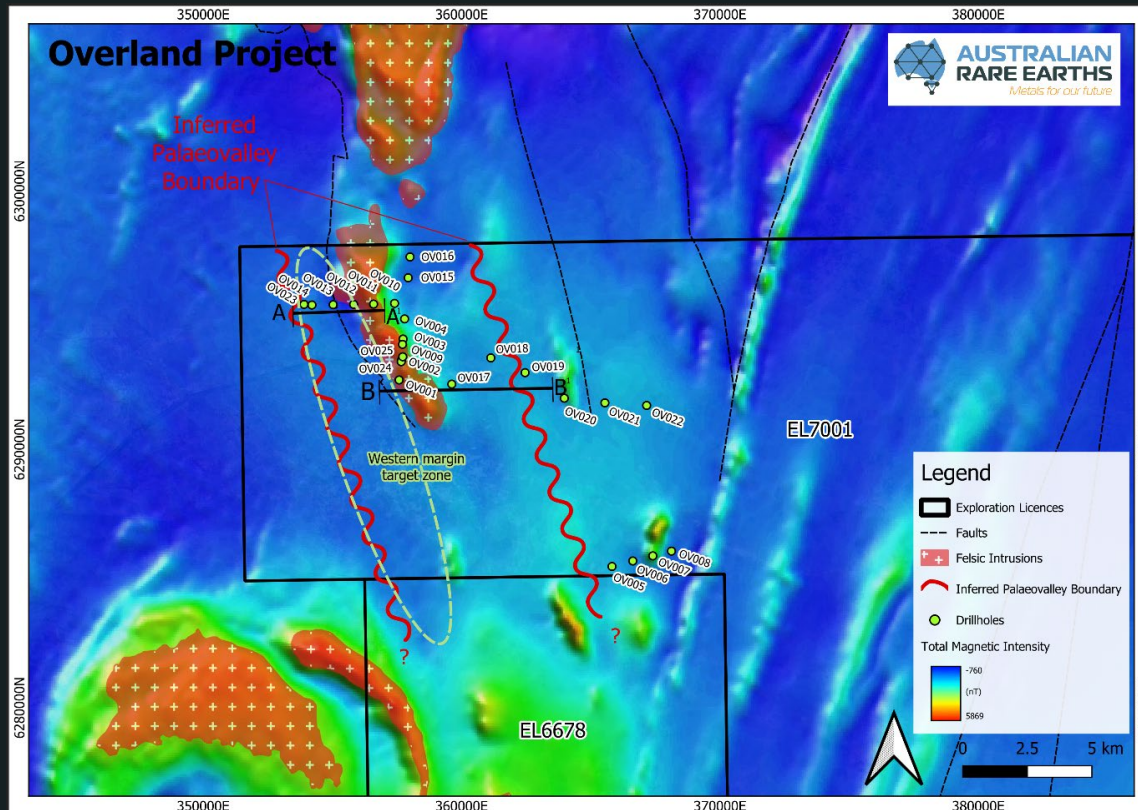 350000E 360000E 370000E 380000E
Overland Project
AUSTRALIAN
RARE EARTHS
Metals for our future
Inferred
Palaeovalley
Boundary
6300000N
6290000N
6280000N
OV016
OV015
OV010
OV011
OV012
OV013
OV014
OV023
A
A'
OV004
OV003
OV025
OV009
OV002
OV024
OV001
OV018
OV019
OV017
B
B'
OV020
OV021
OV022
EL7001
Western margin
target zone
OV008
OV007
OV006
OV005
?
?
EL6678
Legend
Exploration Licences
Faults
Felsic Intrusions
Inferred Palaeovalley Boundary
Drillholes
Total Magnetic Intensity
-760
(nT)
5869
0 2.5 5 km
350000E 360000E 370000E 380000E